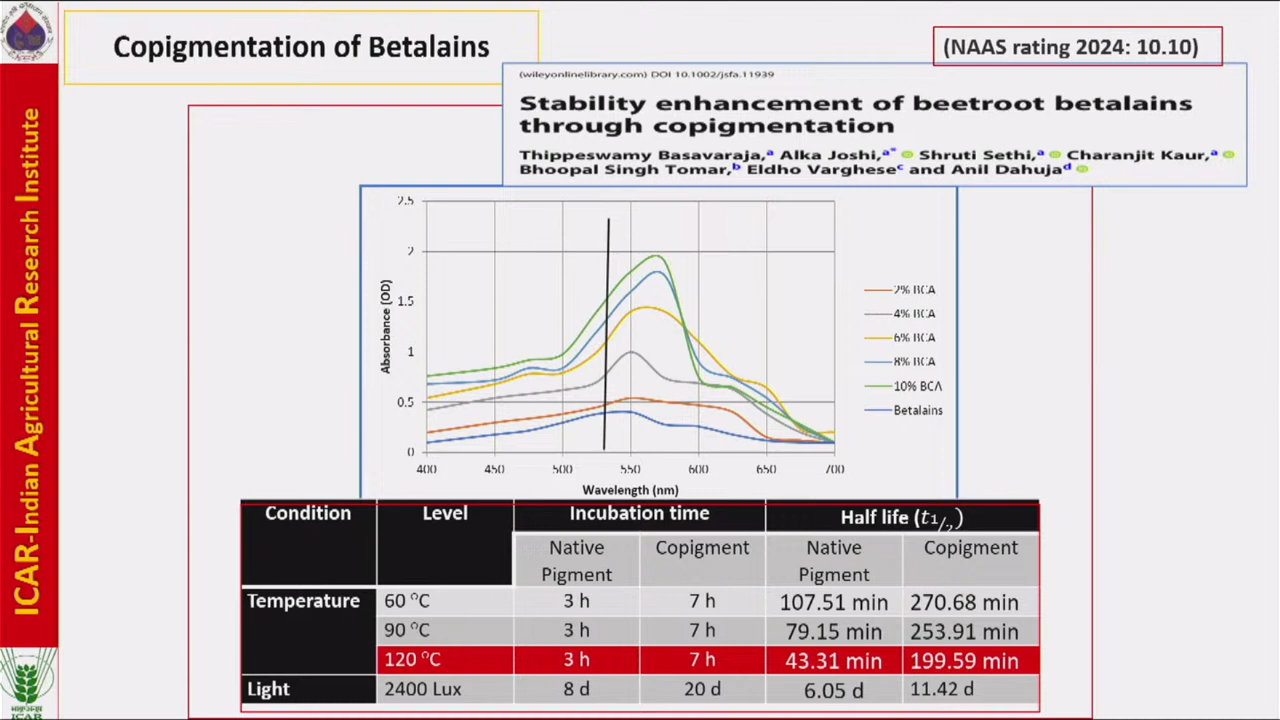 Copigmentation of Betalains
(NAAS rating 2024: 10.10)
(wileyonlinelibrary.com) DOI 10.1002/jsfa.11939
Stability enhancement of beetroot betalains
through copigmentation
Thippeswamy Basavaraja,a Alka Joshi,a* Shruti Sethi,a Charanjit Kaur,a
Bhoopal Singh Tomar,b Eldho Varghesec and Anil Dahujad
ICAR-Indian Agricultural Research Institute
Absorbance (OD)
2.5
2
1.5
1
0.5
0
400 450 500 550 600 650 700
Wavelength (nm)
2% BCA
4% BCA
6% BCA
8% BCA
10% BCA
Betalains
Condition Level Incubation time Half life (t1/2)
Native Pigment Copigment Native Pigment Copigment
Temperature 60 °C 3 h 7 h 107.51 min 270.68 min
90 °C 3 h 7 h 79.15 min 253.91 min
120 °C 3 h 7 h 43.31 min 199.59 min
Light 2400 Lux 8 d 20 d 6.05 d 11.42 d
ICAR